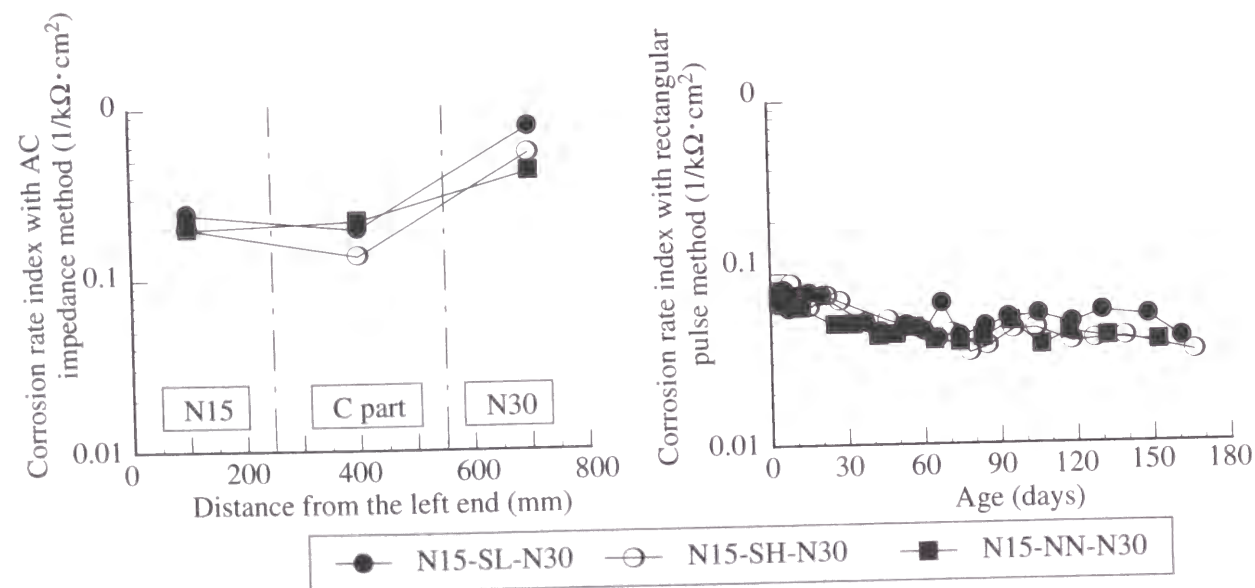 Corrosion rate index with AC
impedance method (1/kΩ·cm²)
0
0.1
0.01
N15
C part
N30
0
200
400
600
800
Distance from the left end (mm)
Corrosion rate index with rectangular
pulse method (1/kΩ·cm²)
0
0.1
0.01
0
30
60
90
120
150
180
Age (days)
N15-SL-N30
N15-SH-N30
N15-NN-N30